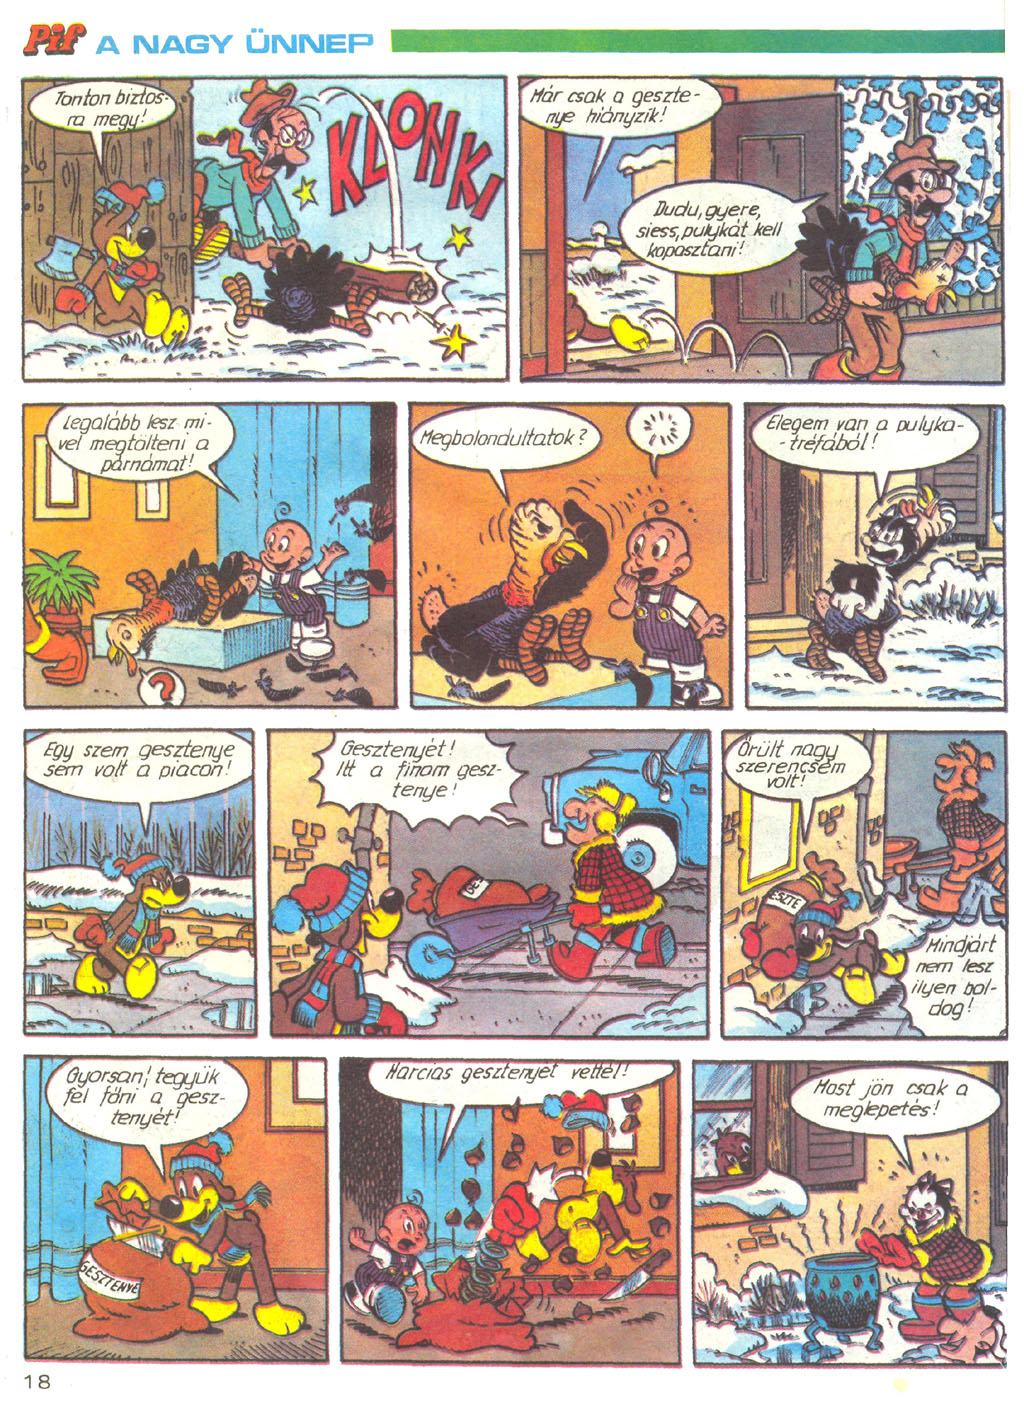 Pif A NAGY ÜNNEP
Tonton biztos-
ra megy!
KLONK!
Már csak a geszte-
nye hiányzik!
Dudu, gyere,
siess, pulykát kell
kopasztani!
Legalább lesz mi-
vel megtölteni a
párnámat!
?
Megbolondultatok?
Elegem van a pulyka-
-tréfából!
Egy szem gesztenye
sem volt a piacon!
Gesztenyét!
Itt a finom gesz-
tenye!
GE
Őrült nagy
szerencsém
volt!
ESZTE
Mindjárt
nem lesz
ilyen bol-
dog!
Gyorsan, tegyük
fel főni a gesz-
tenyét!
GESZTENYE
Harcias gesztenyét vettél!
Most jön csak a
meglepetés!
18